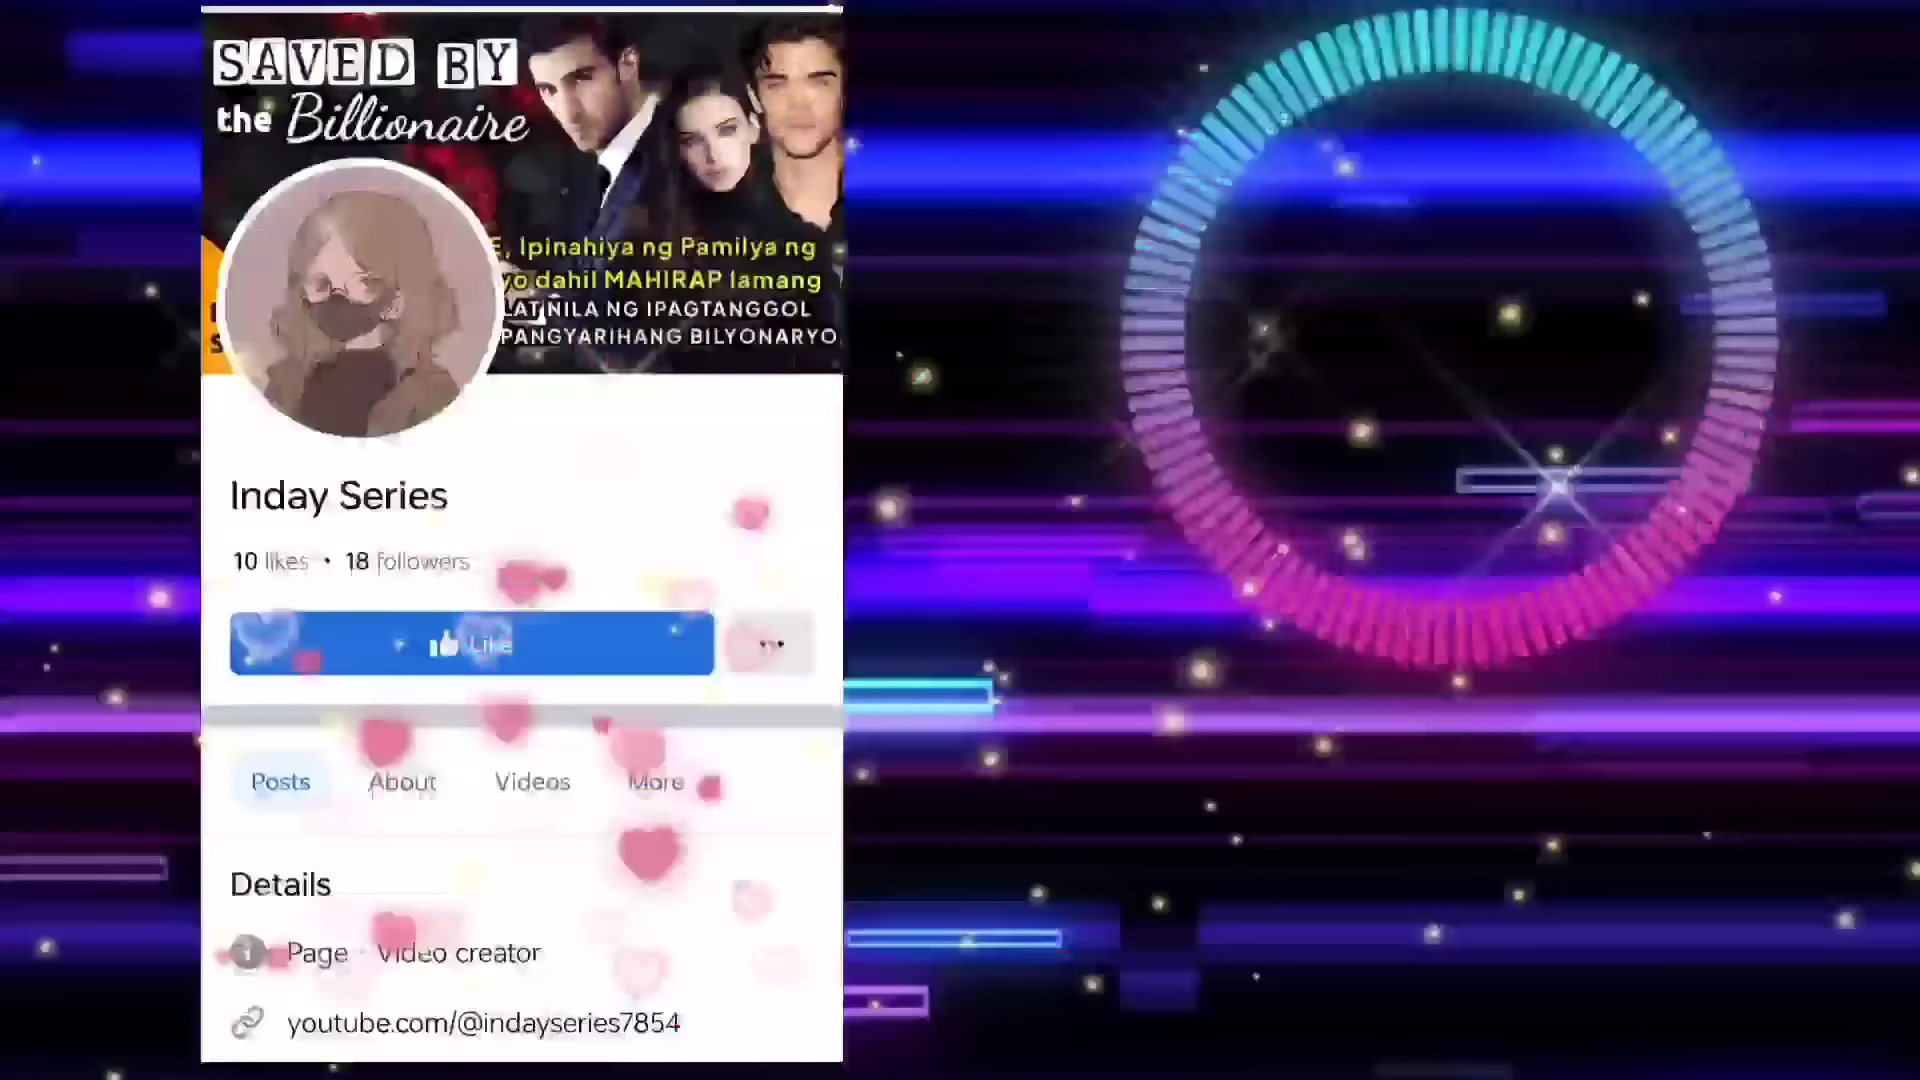 SAVED BY
the Billionaire
E, Ipinahiya ng Pamilya ng
yo dahil MAHIRAP lamang
NILA NG IPAGTANGGOL
PANGYARIHANG BILYONARYO
Inday Series
10 likes • 18 followers
Like
Posts About Videos More
Details
Page · Video creator
youtube.com/@indayseries7854